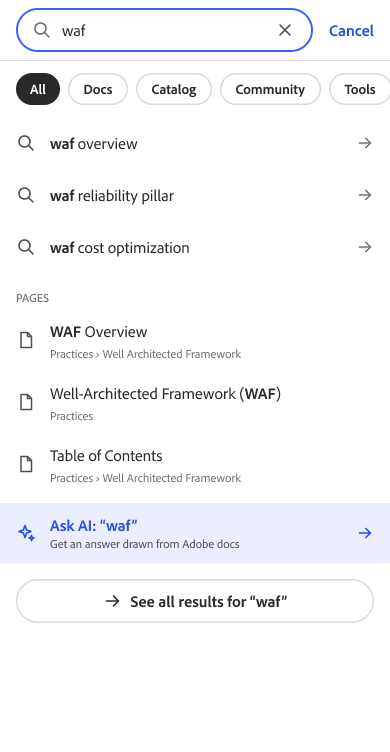 waf
Cancel
All
Docs
Catalog
Community
Tools
waf overview
waf reliability pillar
waf cost optimization
PAGES
WAF Overview
Practices › Well Architected Framework
Well-Architected Framework (WAF)
Practices
Table of Contents
Practices › Well Architected Framework
Ask AI: “waf”
Get an answer drawn from Adobe docs
See all results for “waf”